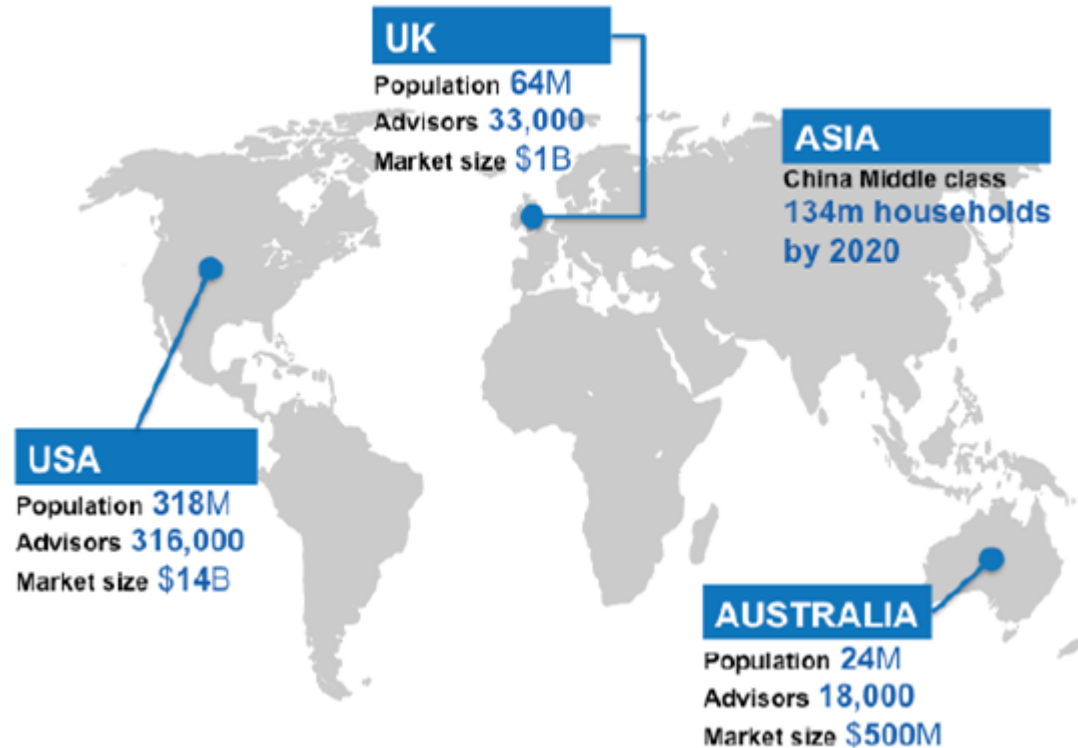 UK
Population 64M
Advisors 33,000
Market size $1B
ASIA
China Middle class
134m households
by 2020
USA
Population 318M
Advisors 316,000
Market size $14B
AUSTRALIA
Population 24M
Advisors 18,000
Market size $500M